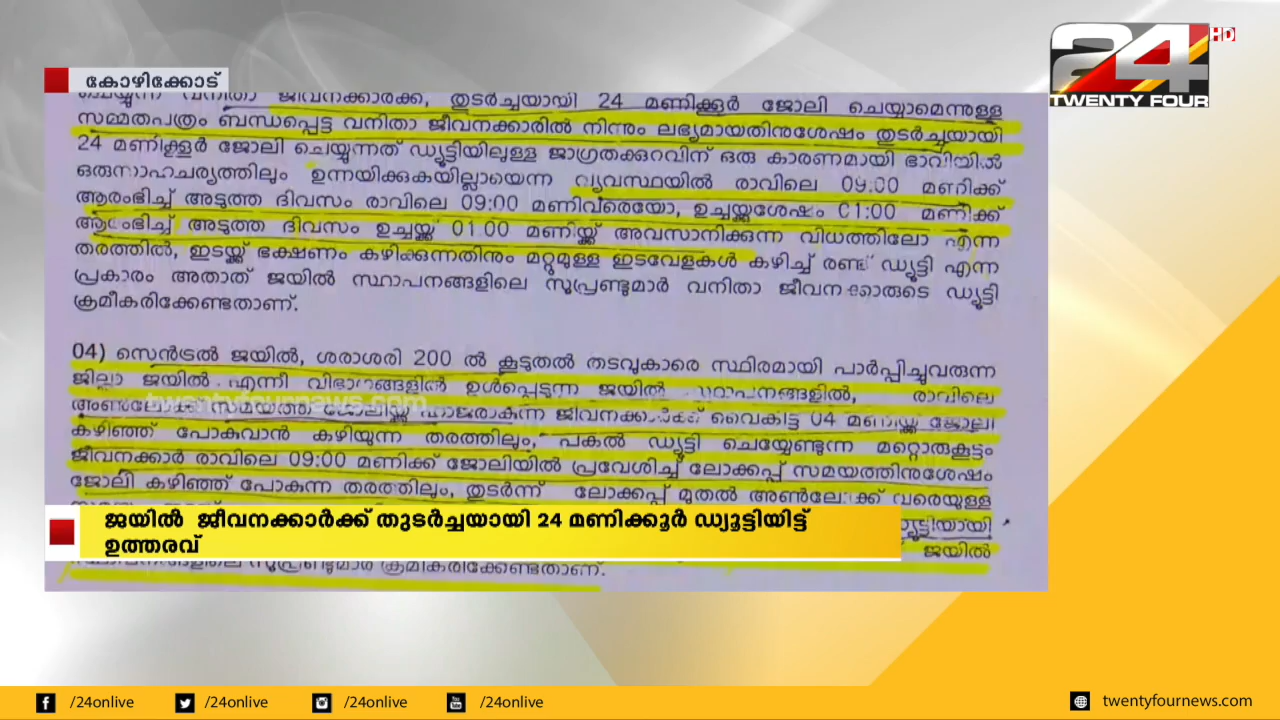 24
HD
TWENTY FOUR
കോഴിക്കോട്
വനിതാ ജീവനക്കാരക്ക, തുടർച്ചയായി 24 മണിക്കൂർ ജോലി ചെയ്യാമെന്നുള്ള
സമ്മതപത്രം ബന്ധപ്പെട്ട വനിതാ ജീവനക്കാരിൽ നിന്നും ലഭ്യമായതിനുശേഷം തുടർച്ചയായി
24 മണിക്കൂർ ജോലി ചെയ്യുന്നത് ഡ്യൂട്ടിയിലുള്ള ജാഗ്രതക്കുറവിന് ഒരു കാരണമായി ഭാവിയിൽ
ഒരുസാഹചര്യത്തിലും ഉന്നയിക്കുകയില്ലായെന്ന വ്യവസ്ഥയിൽ രാവിലെ 09:00 മണിക്ക്
ആരംഭിച്ച് അടുത്ത ദിവസം രാവിലെ 09:00 മണിവരെയോ, ഉച്ചയ്ക്കുശേഷം 01:00 മണിക്ക്
ആരംഭിച്ച് അടുത്ത ദിവസം ഉച്ചയ്ക്ക് 01.00 മണിയ്ക്ക് അവസാനിക്കുന്ന വിധത്തിലോ എന്ന
തരത്തിൽ, ഇടയ്ക്ക് ഭക്ഷണം കഴിക്കുന്നതിനും മറ്റുമുള്ള ഇടവേളകൾ കഴിച്ച് രണ്ട് ഡ്യൂട്ടി എന്ന
പ്രകാരം അതാത് ജയിൽ സ്ഥാപനങ്ങളിലെ സൂപ്രണ്ടുമാർ വനിതാ ജീവനക്കാരുടെ ഡ്യൂട്ടി
ക്രമീകരിക്കേണ്ടതാണ്.
04) സെൻട്രൽ ജയിൽ, ശരാശരി 200 ൽ കൂടുതൽ തടവുകാരെ സ്ഥിരമായി പാർപ്പിച്ചുവരുന്ന
ജില്ലാ ജയിൽ എന്നീ വിഭാഗങ്ങളിൽ ഉൾപ്പെടുന്ന ജയിൽ സ്ഥാപനങ്ങളിൽ, രാവിലെ
twentyfournews.com
അൺലോക്ക് സമയത്തു ജോലിയ്ക്കു ഹാജരാകുന്ന ജീവനക്കാർക്ക് വൈകിട്ട 04 മണിയ്ക്കു ജോലി
കഴിഞ്ഞ് പോകുവാൻ കഴിയുന്ന തരത്തിലും, പകൽ ഡ്യൂട്ടി ചെയ്യേണ്ടുന്ന മറ്റൊരുകൂട്ടം
ജീവനക്കാർ രാവിലെ 09:00 മണിക്ക് ജോലിയിൽ പ്രവേശിച്ച് ലോക്കപ്പ് സമയത്തിനുശേഷം
ജോലി കഴിഞ്ഞ് പോകുന്ന തരത്തിലും, തുടർന്ന് ലോക്കപ്പ് മുതൽ അൺലോക്ക് വരെയുള്ള
ജയിൽ
സൂപ്രണ്ടുമാർ ക്രമീകരിക്കേണ്ടതാണ്.
ജയിൽ ജീവനക്കാർക്ക് തുടർച്ചയായി 24 മണിക്കൂർ ഡ്യൂട്ടിയിട്ട്
ഉത്തരവ്
/24onlive /24onlive /24onlive /24onlive twentyfournews.com